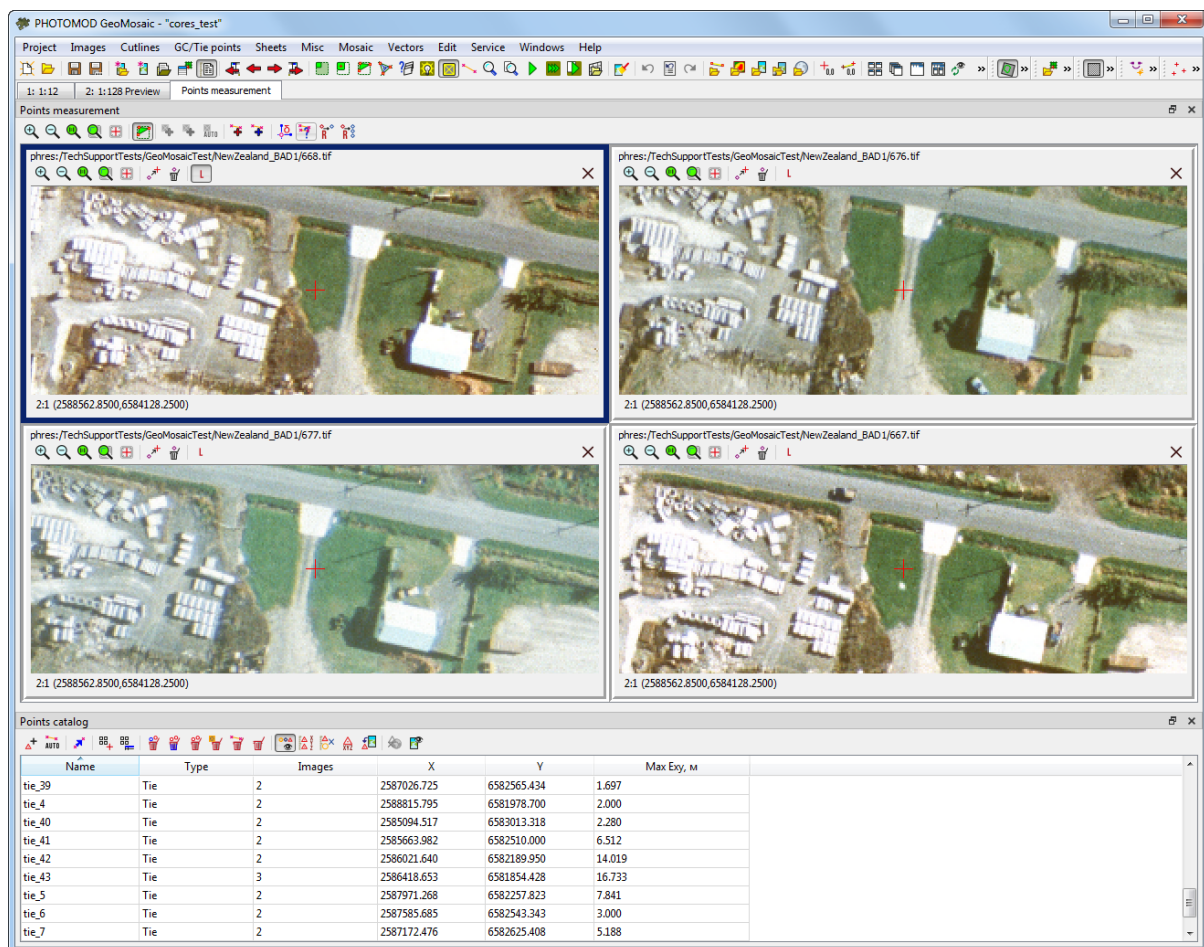 PHOTOMOD GeoMosaic - "cores_test"
Project Images Cutlines GC/Tie points Sheets Misc Mosaic Vectors Edit Service Windows Help
1: 1:12 2: 1:128 Preview Points measurement
Points measurement
AUTO R R
phres:/TechSupportTests/GeoMosaicTest/NewZealand_BAD1/668.tif
L
2:1 (2588562.8500,6584128.2500)
phres:/TechSupportTests/GeoMosaicTest/NewZealand_BAD1/676.tif
L
2:1 (2588562.8500,6584128.2500)
phres:/TechSupportTests/GeoMosaicTest/NewZealand_BAD1/677.tif
L
2:1 (2588562.8500,6584128.2500)
phres:/TechSupportTests/GeoMosaicTest/NewZealand_BAD1/667.tif
L
2:1 (2588562.8500,6584128.2500)
Points catalog
AUTO
Name Type Images X Y Max Exy, м
tie_39 Tie 2 2587026.725 6582565.434 1.697
tie_4 Tie 2 2588815.795 6581978.700 2.000
tie_40 Tie 2 2585094.517 6583013.318 2.280
tie_41 Tie 2 2585663.982 6582510.000 6.512
tie_42 Tie 2 2586021.640 6582189.950 14.019
tie_43 Tie 3 2586418.653 6581854.428 16.733
tie_5 Tie 2 2587971.268 6582257.823 7.841
tie_6 Tie 2 2587585.685 6582543.343 3.000
tie_7 Tie 2 2587172.476 6582625.408 5.188